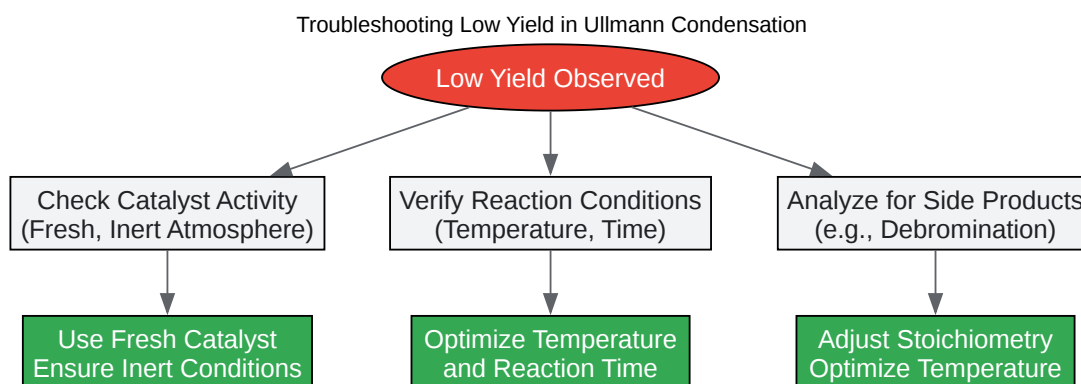 Troubleshooting Low Yield in Ullmann Condensation
Low Yield Observed
Check Catalyst Activity
(Fresh, Inert Atmosphere)
Verify Reaction Conditions
(Temperature, Time)
Analyze for Side Products
(e.g., Debromination)
Use Fresh Catalyst
Ensure Inert Conditions
Optimize Temperature
and Reaction Time
Adjust Stoichiometry
Optimize Temperature